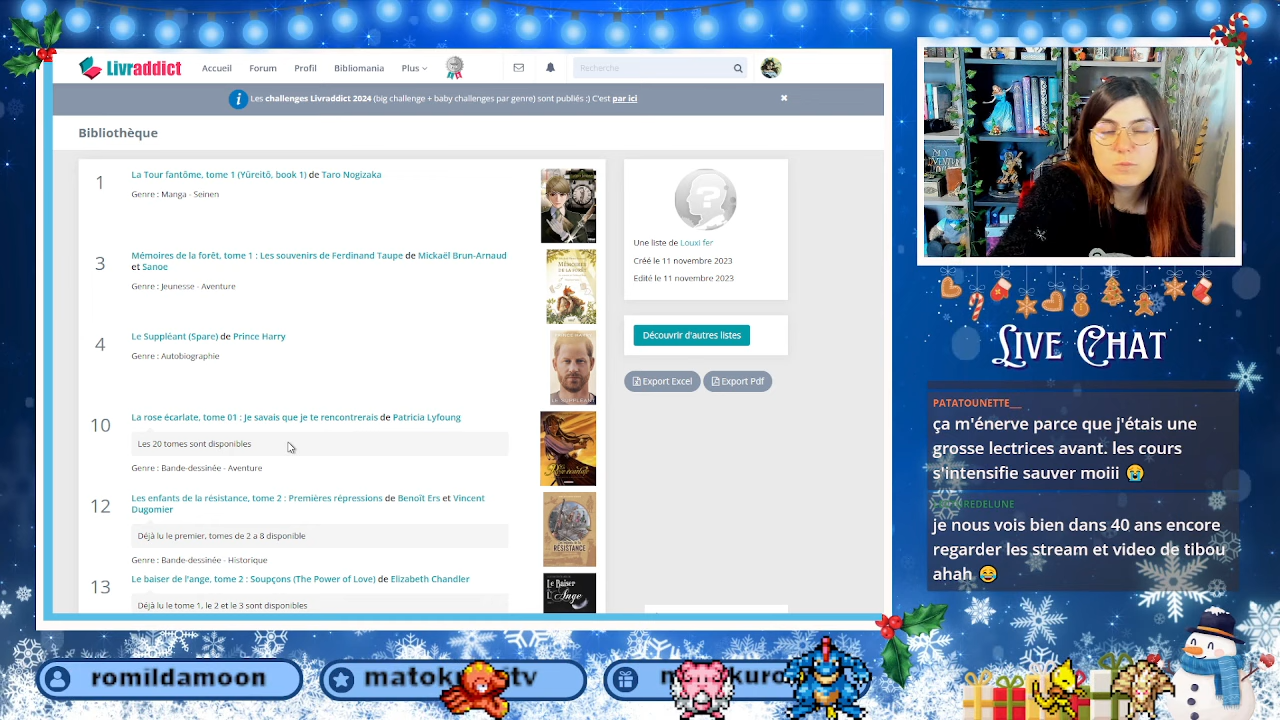 Livraddict
Accueil
Forum
Profil
Bibliomania
Plus
Recherche
Les challenges Livraddict 2024 (big challenge + baby challenges par genre) sont publiés :) C'est par ici
Bibliothèque
1
La Tour fantôme, tome 1 (Yûreitô, book 1) de Taro Nogizaka
Genre : Manga - Seinen
3
Mémoires de la forêt, tome 1 : Les souvenirs de Ferdinand Taupe de Mickaël Brun-Arnaud
et Sanoe
Genre : Jeunesse - Aventure
4
Le Suppléant (Spare) de Prince Harry
Genre : Autobiographie
10
La rose écarlate, tome 01 : Je savais que je te rencontrerais de Patricia Lyfoung
Les 20 tomes sont disponibles
Genre : Bande-dessinée - Aventure
12
Les enfants de la résistance, tome 2 : Premières répressions de Benoît Ers et Vincent
Dugomier
Déjà lu le premier, tomes de 2 a 8 disponible
Genre : Bande-dessinée - Historique
13
Le baiser de l'ange, tome 2 : Soupçons (The Power of Love) de Elizabeth Chandler
Déjà lu le tome 1, le 2 et le 3 sont disponibles
LE SUPPLÉANT
RÉSISTANCE
Le Baiser
de L'Ange
Une liste de Louxi fer
Créé le 11 novembre 2023
Edité le 11 novembre 2023
Découvrir d'autres listes
Export Excel
Export Pdf
Live Chat
PATATOUNETTE__
ça m'énerve parce que j'étais une
grosse lectrices avant. les cours
s'intensifie sauver moiii 😭
je nous vois bien dans 40 ans encore
regarder les stream et video de tibou
ahah 😂
romildamoon